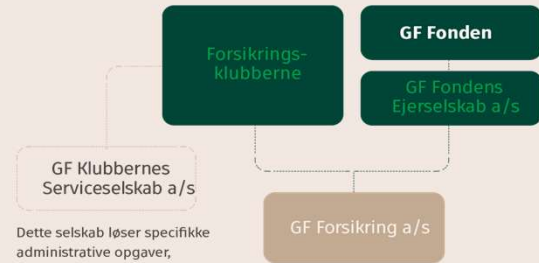 Forsikrings-
klubberne
GF Fonden
GF Fondens
Ejerselskab a/s
GF Klubbernes
Serviceselskab a/s
GF Forsikring a/s
Dette selskab løser specifikke
administrative opgaver,